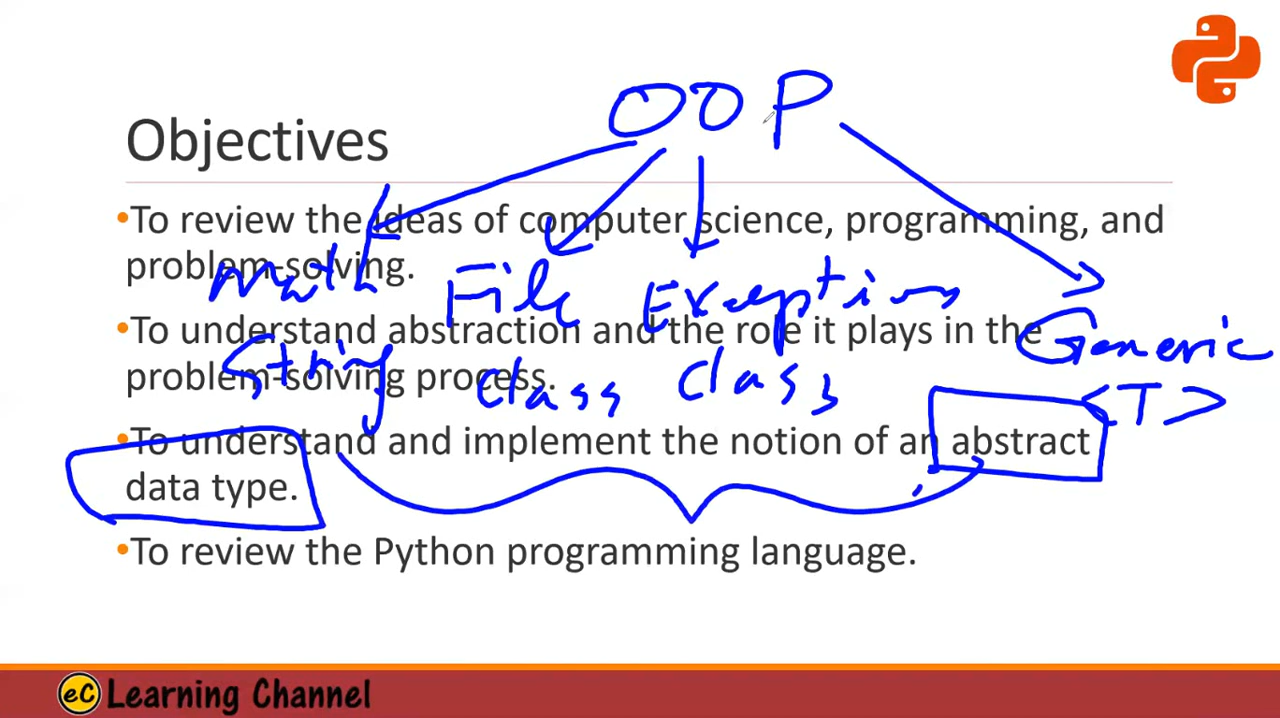 OOP
Objectives
•To review the ideas of computer science, programming, and
problem-solving.
Math File Exceptions
•To understand abstraction and the role it plays in the
Generic
problem-solving process.
String Class Class
<T>
•To understand and implement the notion of an abstract
data type.
•To review the Python programming language.
eC Learning Channel